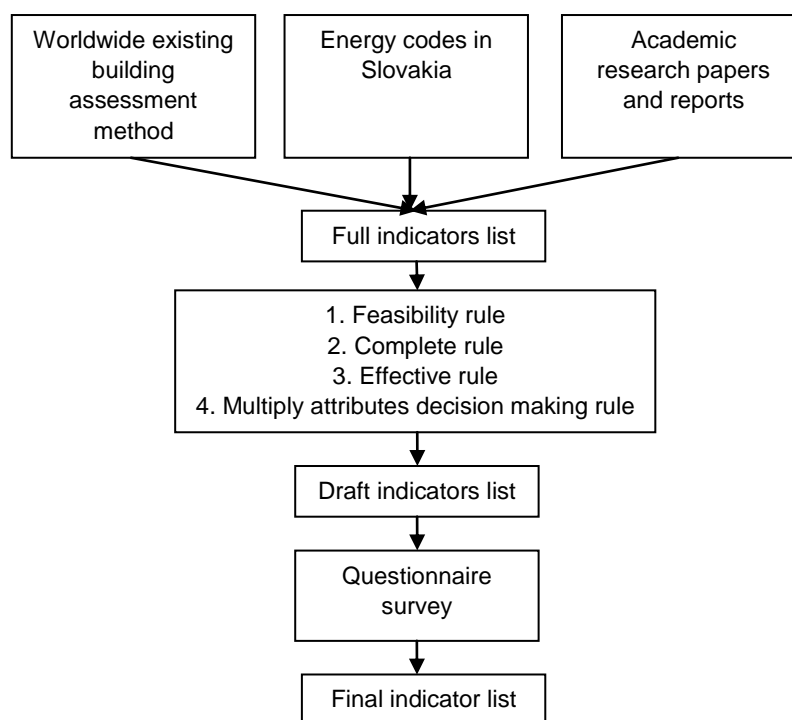 Worldwide existing
building
assessment
method
Energy codes in
Slovakia
Academic
research papers
and reports
Full indicators list
1. Feasibility rule
2. Complete rule
3. Effective rule
4. Multiply attributes decision making rule
Draft indicators list
Questionnaire
survey
Final indicator list